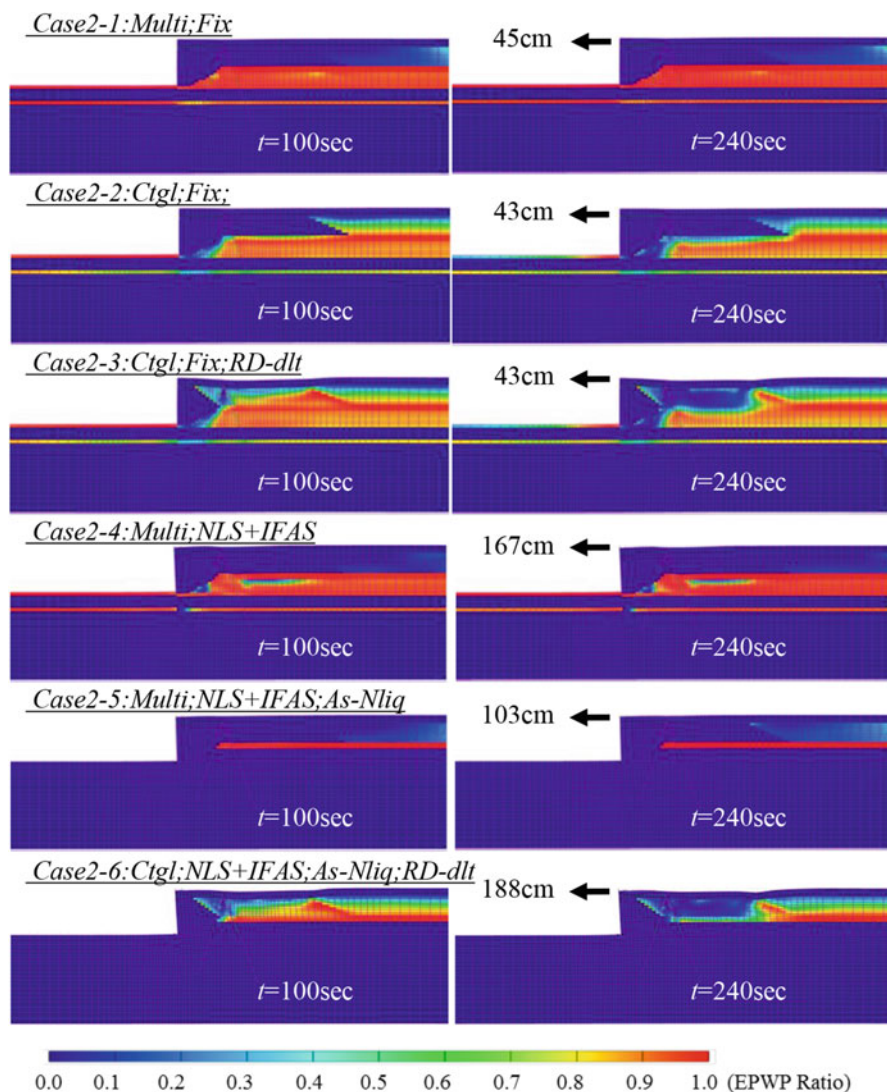 Case2-1:Multi;Fix
45cm
t=100sec
t=240sec
Case2-2:Ctgl;Fix;
43cm
t=100sec
t=240sec
Case2-3:Ctgl;Fix;RD-dlt
43cm
t=100sec
t=240sec
Case2-4:Multi;NLS+IFAS
167cm
t=100sec
t=240sec
Case2-5:Multi;NLS+IFAS;As-Nliq
103cm
t=100sec
t=240sec
Case2-6:Ctgl;NLS+IFAS;As-Nliq;RD-dlt
188cm
t=100sec
t=240sec
0.0 0.1 0.2 0.3 0.4 0.5 0.6 0.7 0.8 0.9 1.0 (EPWP Ratio)